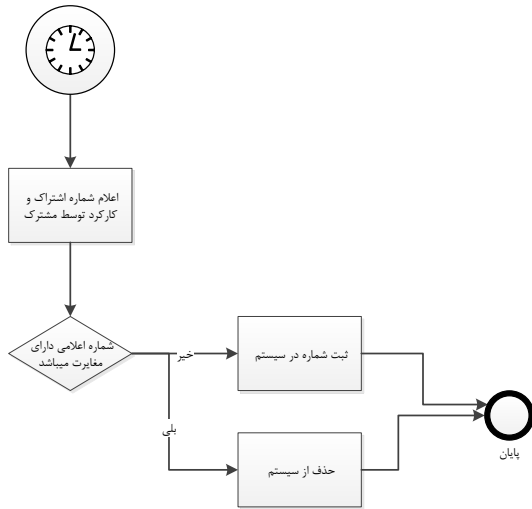 اعلام شماره اشتراک و
کارکرد توسط مشترک
شماره اعلامی دارای
مغایرت میباشد
خیر
ثبت شماره در سیستم
بلی
حذف از سیستم
پایان